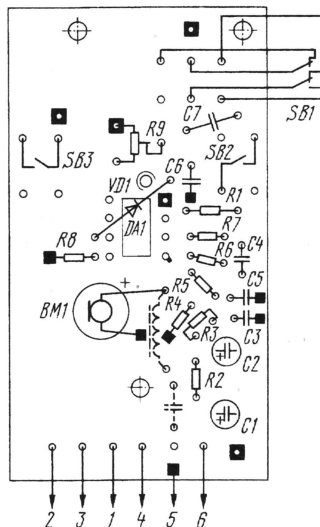 SB1
C7
R9
SB3
SB2
C6
VD1
R1
DA1
R7
C4
R8
R6
C5
R5
BM1
R4
C3
R3
C2
R2
C1
2 3 1 4 5 6